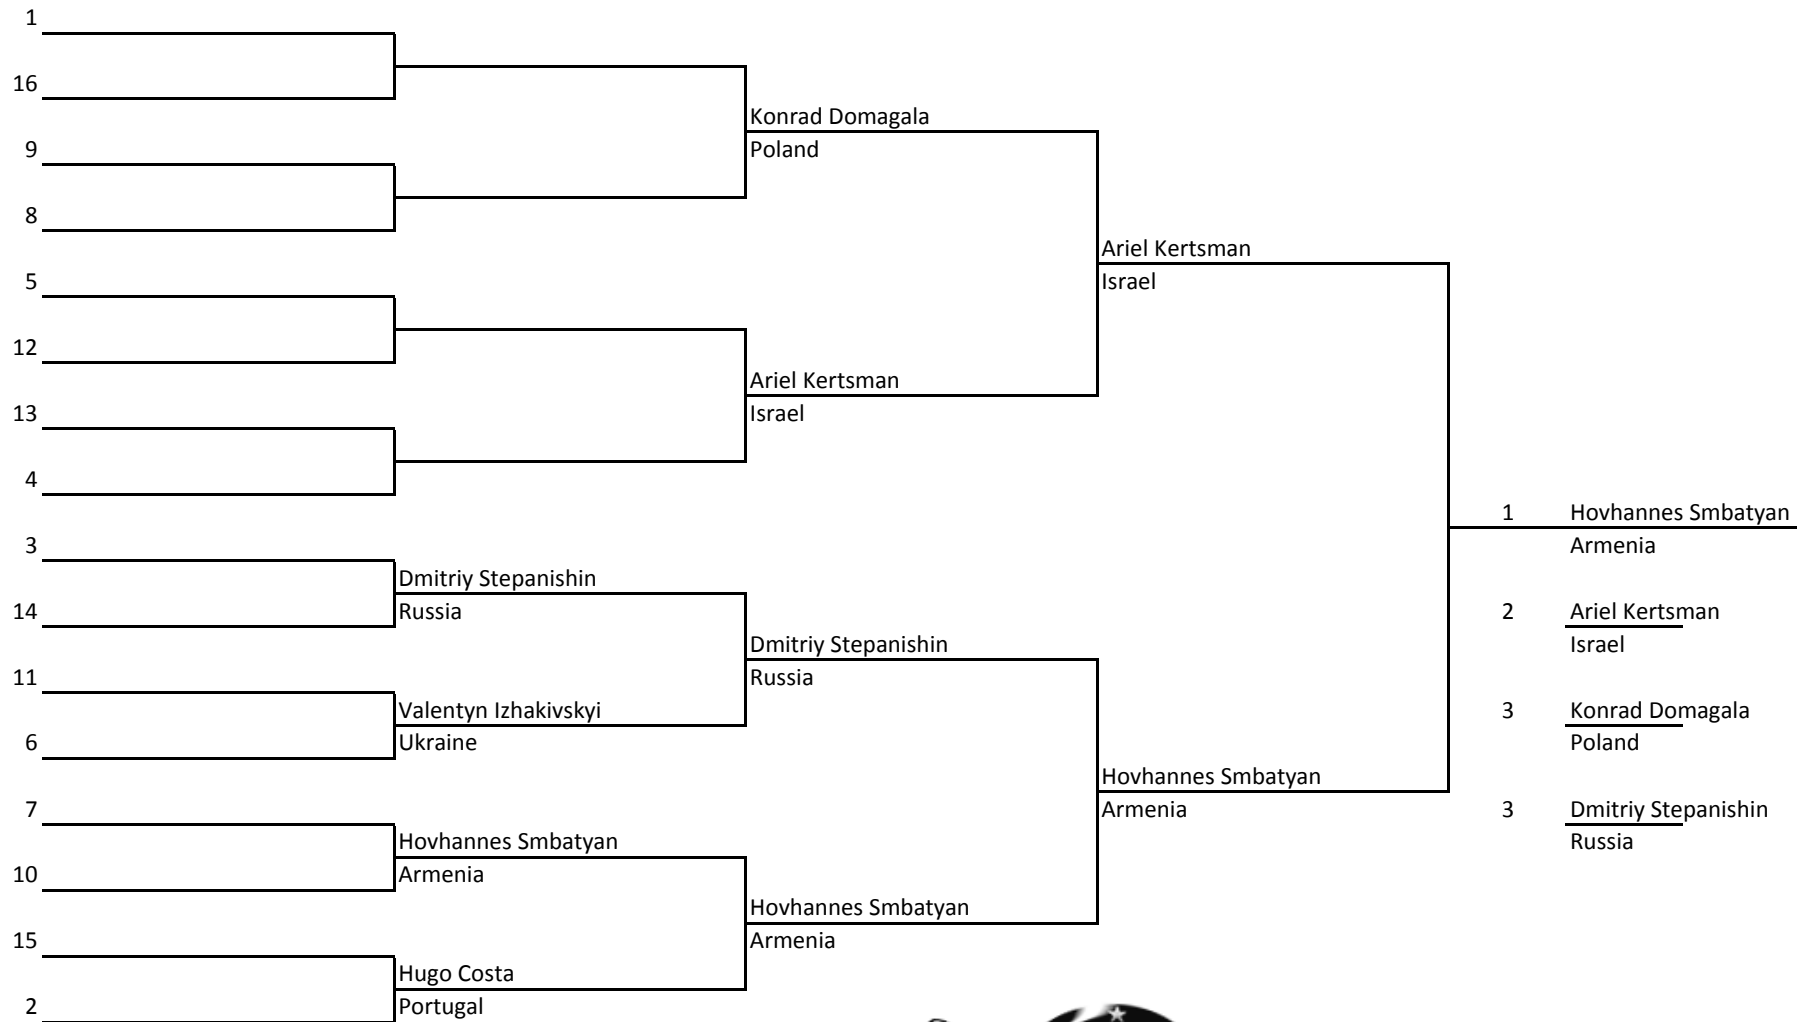 1
16
Konrad Domagala
9
Poland
8
Ariel Kertsman
5
Israel
12
Ariel Kertsman
13
Israel
4
1
Hovhannes Smbatyan
3
Armenia
Dmitriy Stepanishin
14
Russia
2
Ariel Kertsman
Dmitriy Stepanishin
Israel
11
Russia
Valentyn Izhakivskyi
3
Konrad Domagala
6
Ukraine
Poland
Hovhannes Smbatyan
7
Armenia
3
Dmitriy Stepanishin
Hovhannes Smbatyan
Russia
10
Armenia
Hovhannes Smbatyan
15
Armenia
Hugo Costa
2
Portugal